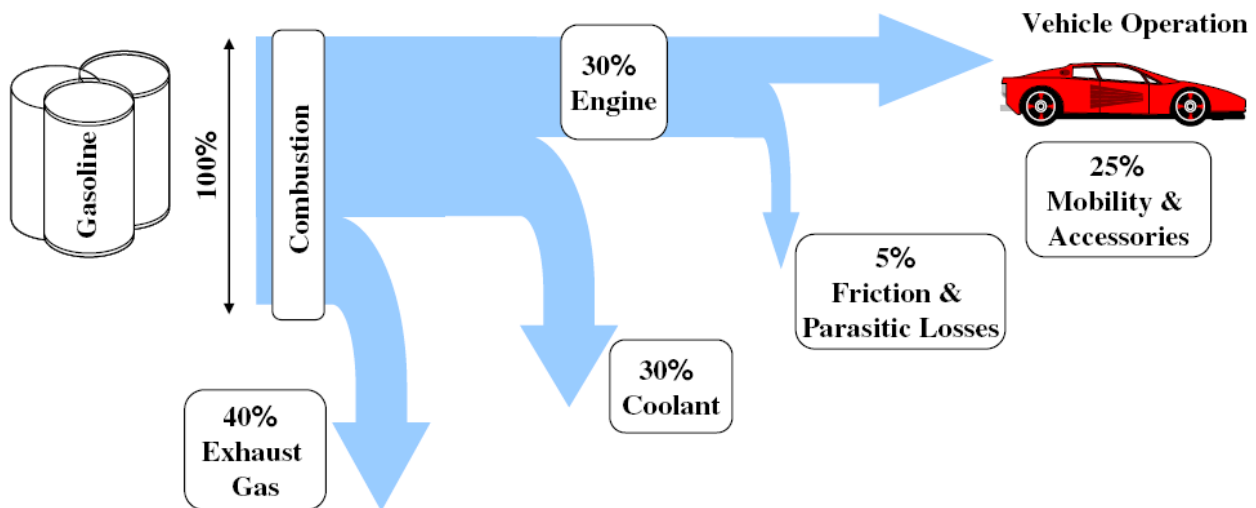 Gasoline
100%
Combustion
30%
Engine
Vehicle Operation
25%
Mobility &
Accessories
5%
Friction &
Parasitic Losses
30%
Coolant
40%
Exhaust
Gas